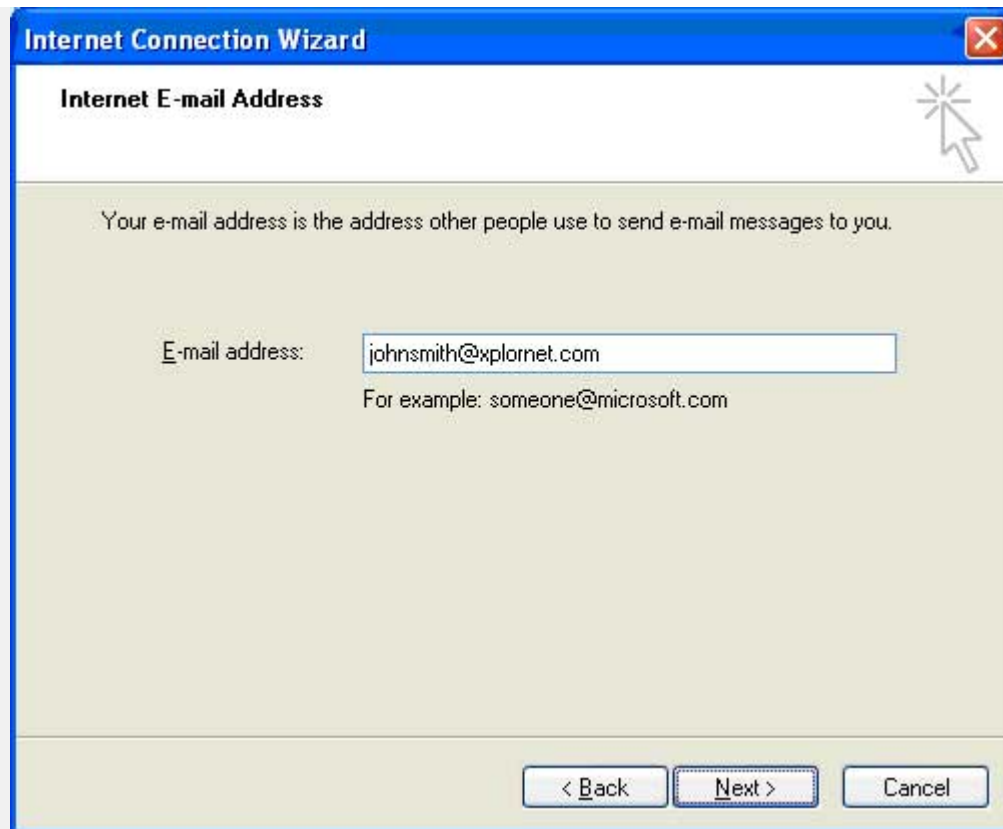 Internet Connection Wizard
Internet E-mail Address
Your e-mail address is the address other people use to send e-mail messages to you.
E-mail address: johnsmith@xplornet.com
For example: someone@microsoft.com
< Back Next > Cancel